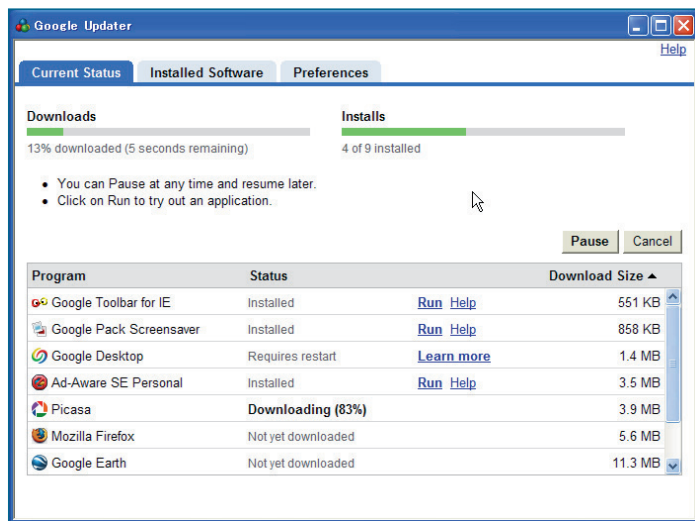 Google Updater
Help
Current Status Installed Software Preferences
Downloads Installs
13% downloaded (5 seconds remaining) 4 of 9 installed
• You can Pause at any time and resume later.
• Click on Run to try out an application.
Pause Cancel
Program Status Download Size ▲
Google Toolbar for IE Installed Run Help 551 KB
Google Pack Screensaver Installed Run Help 858 KB
Google Desktop Requires restart Learn more 1.4 MB
Ad-Aware SE Personal Installed Run Help 3.5 MB
Picasa Downloading (83%) 3.9 MB
Mozilla Firefox Not yet downloaded 5.6 MB
Google Earth Not yet downloaded 11.3 MB